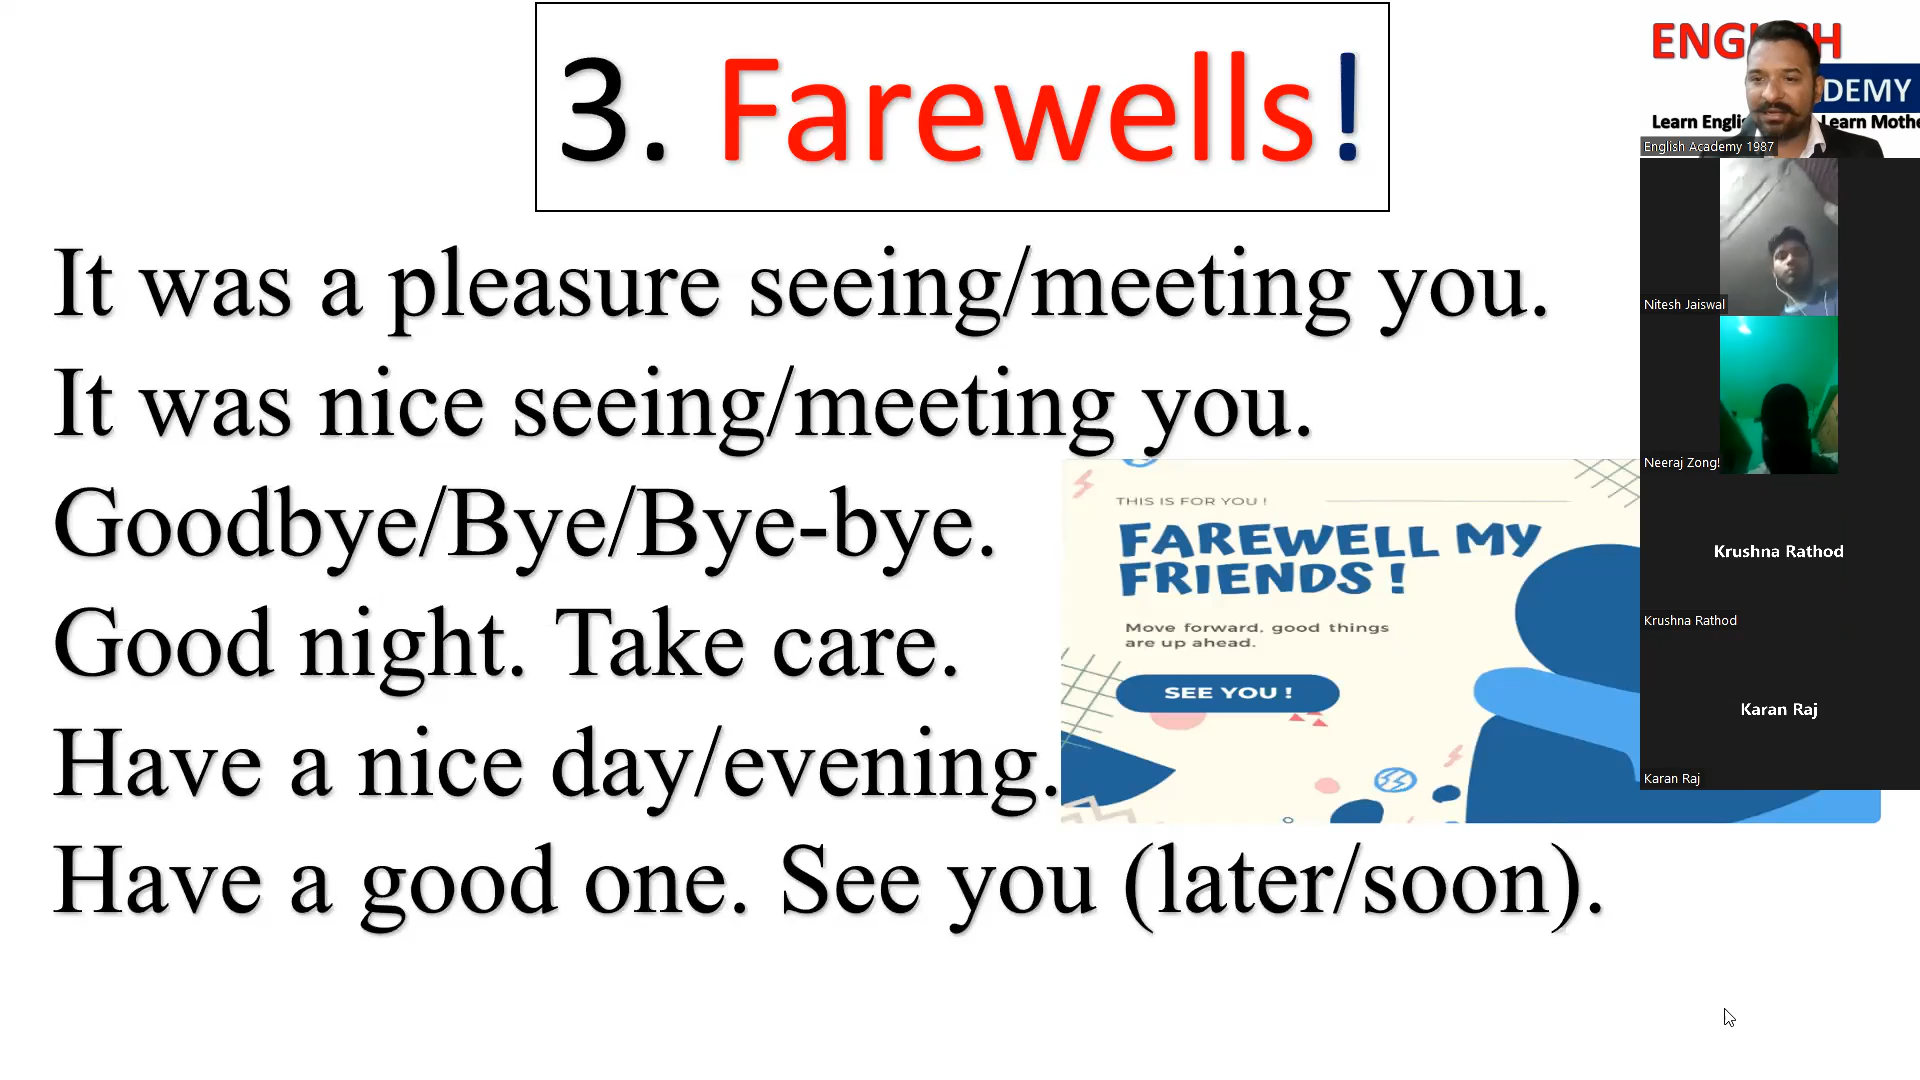 3. Farewells!
It was a pleasure seeing/meeting you.
It was nice seeing/meeting you.
Goodbye/Bye/Bye-bye.
Good night. Take care.
Have a nice day/evening.
Have a good one. See you (later/soon).
THIS IS FOR YOU !
FAREWELL MY
FRIENDS !
Move forward, good things
are up ahead.
SEE YOU !
DEMY
Learn
English Academy 1987
Nitesh Jaiswal
Neeraj Zong!
Krushna Rathod
Krushna Rathod
Karan Raj
Karan Raj